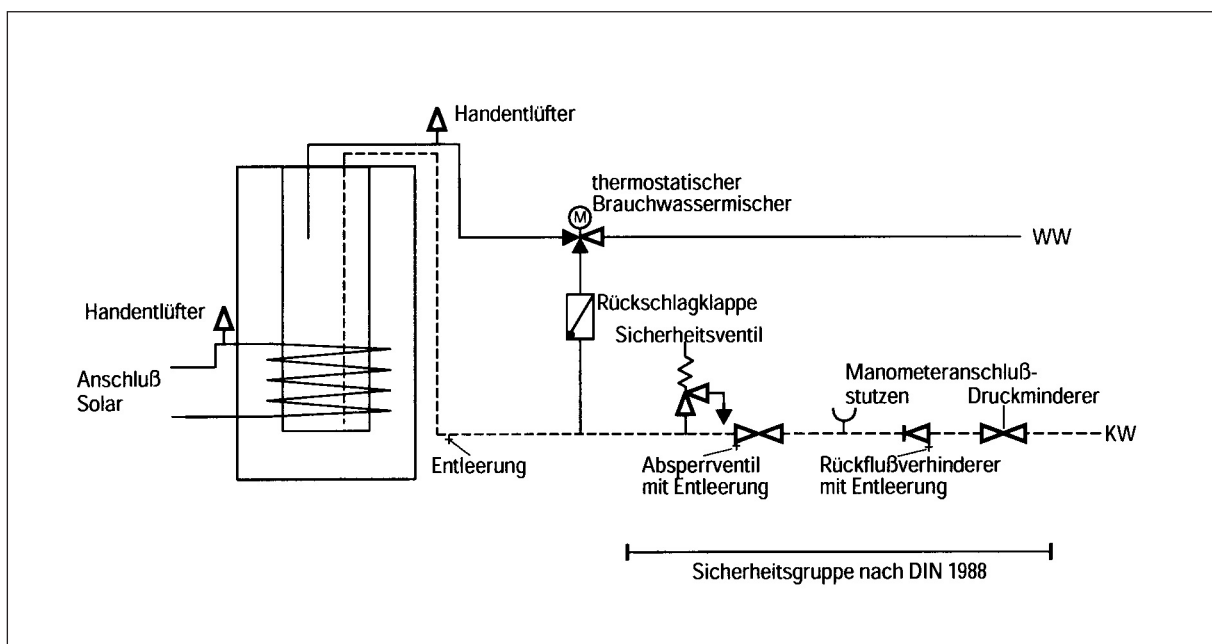 Handentlüfter
thermostatischer
Brauchwassermischer
M
WW
Rückschlagklappe
Handentlüfter
Sicherheitsventil
Anschluß
Solar
Manometeranschluß-
stutzen
Druckminderer
KW
Entleerung
Absperrventil
mit Entleerung
Rückflußverhinderer
mit Entleerung
Sicherheitsgruppe nach DIN 1988